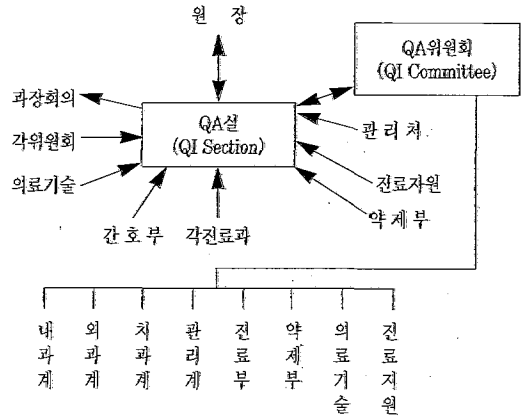 원 장
QA위원회
(QI Committee)
과장회의
QA실
(QI Section)
각위원회
관 리 처
의료기술
진료자원
약 제 부
간 호 부
각진료과
내과계
외과계
치과계
관리계
진료부
약제부
의료기술
진료지원